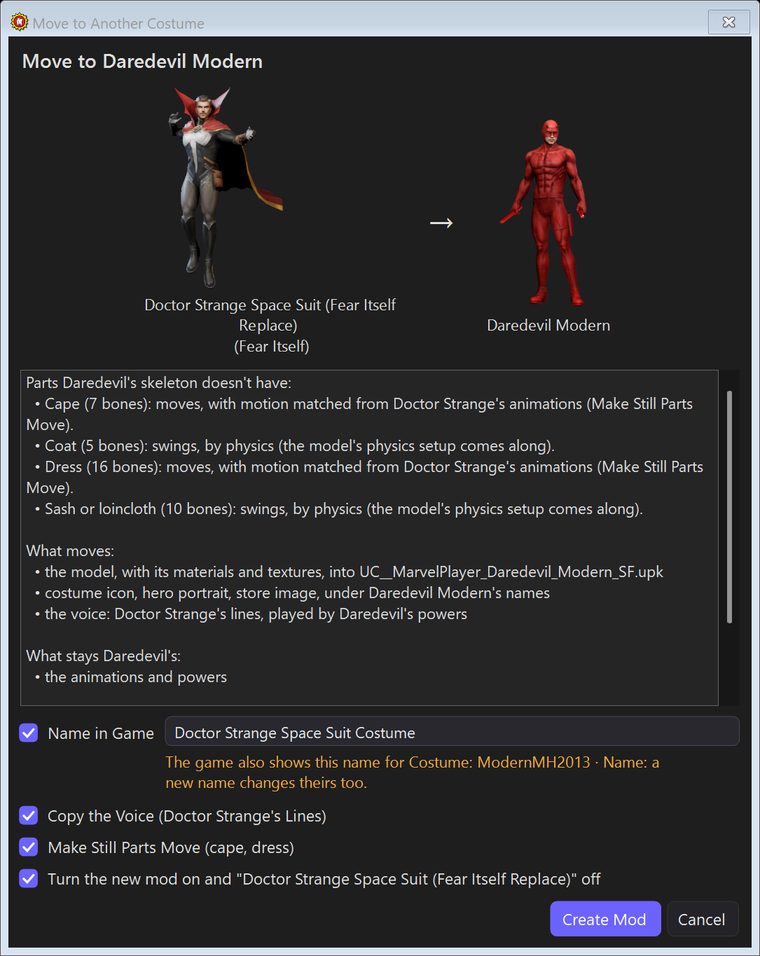 Move to Another Costume
Move to Daredevil Modern
→
Doctor Strange Space Suit (Fear Itself
Replace)
(Fear Itself)
Daredevil Modern
Parts Daredevil's skeleton doesn't have:
• Cape (7 bones): moves, with motion matched from Doctor Strange's animations (Make Still Parts
Move).
• Coat (5 bones): swings, by physics (the model's physics setup comes along).
• Dress (16 bones): moves, with motion matched from Doctor Strange's animations (Make Still Parts
Move).
• Sash or loincloth (10 bones): swings, by physics (the model's physics setup comes along).
What moves:
• the model, with its materials and textures, into UC__MarvelPlayer_Daredevil_Modern_SF.upk
• costume icon, hero portrait, store image, under Daredevil Modern's names
• the voice: Doctor Strange's lines, played by Daredevil's powers
What stays Daredevil's:
• the animations and powers
Name in Game
Doctor Strange Space Suit Costume
The game also shows this name for Costume: ModernMH2013 · Name: a
new name changes theirs too.
Copy the Voice (Doctor Strange's Lines)
Make Still Parts Move (cape, dress)
Turn the new mod on and "Doctor Strange Space Suit (Fear Itself Replace)" off
Create Mod
Cancel